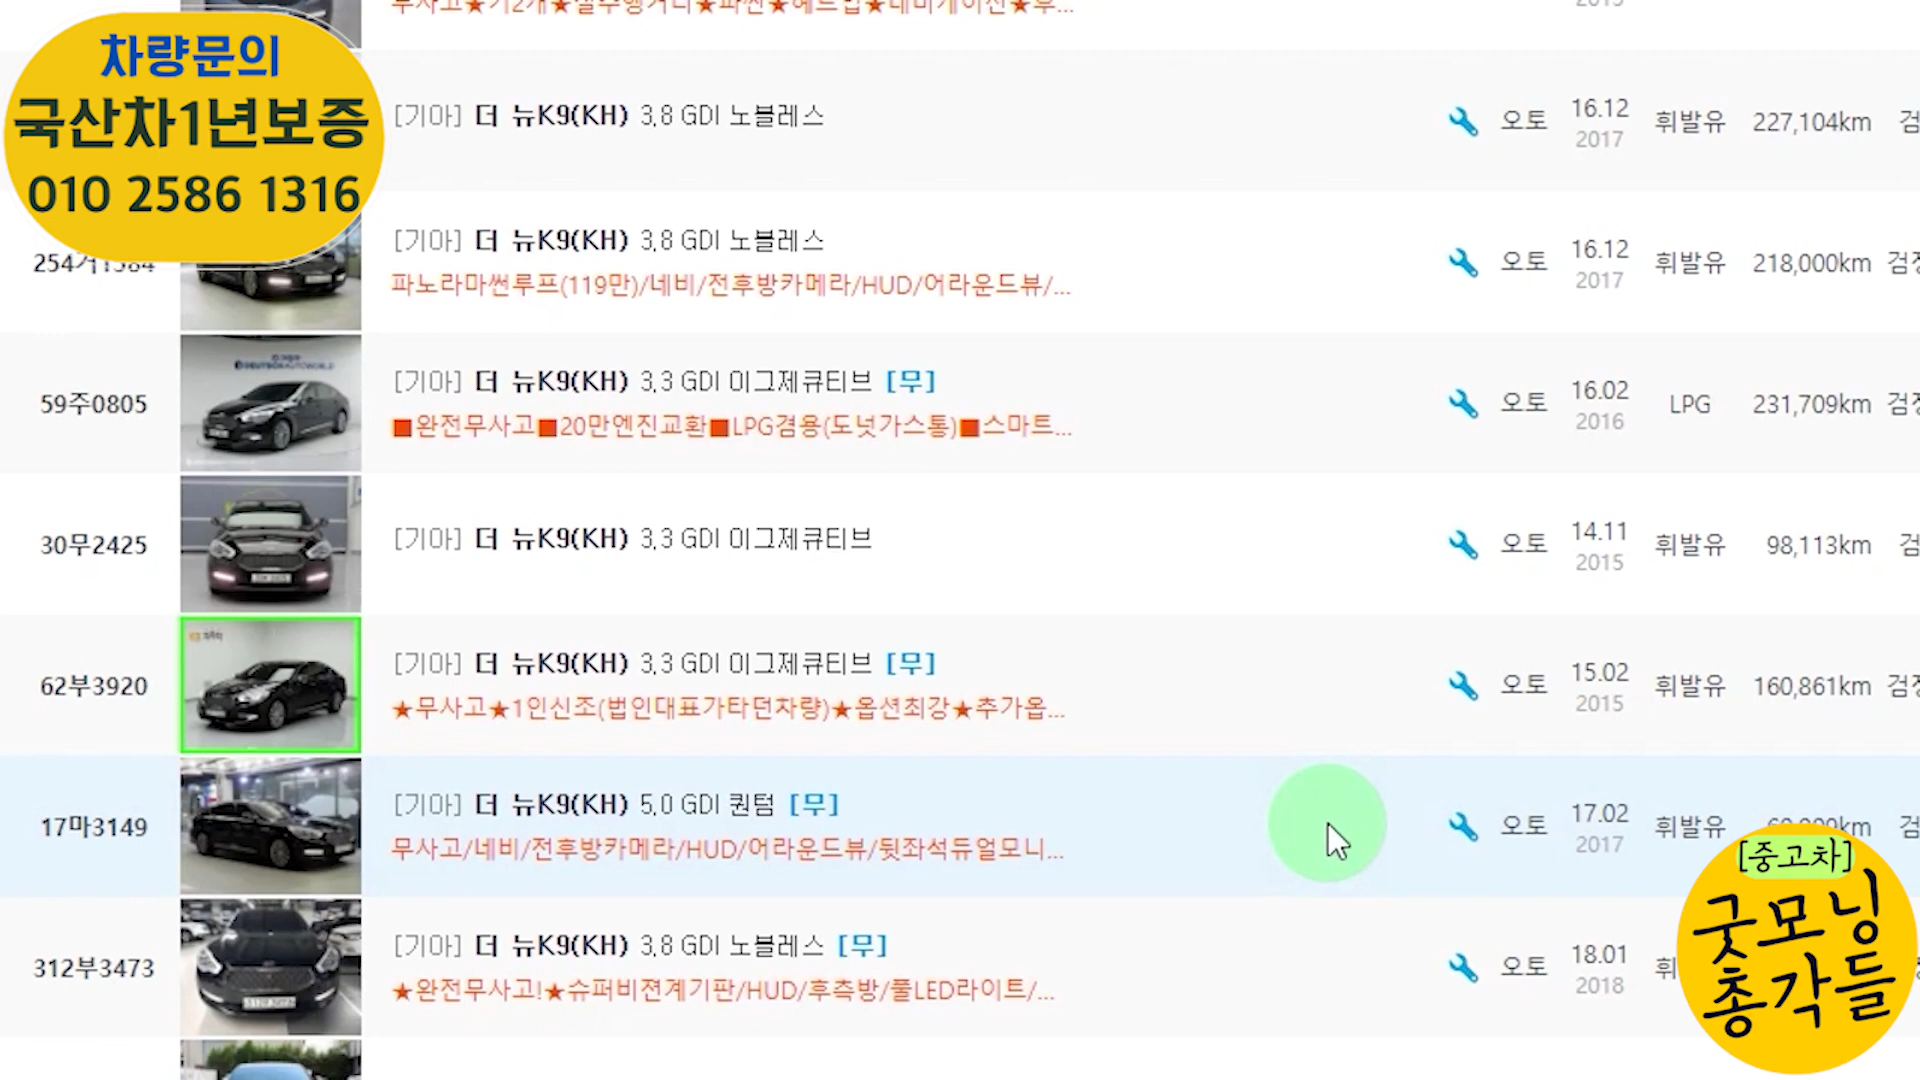 차량문의
국산차1년보증
010 2586 1316
2015
[기아] 더 뉴K9(KH) 3.8 GDI 노블레스
오토
16.12
2017
휘발유
227,104km
[기아] 더 뉴K9(KH) 3.8 GDI 노블레스
파노라마썬루프(119만)/네비/전후방카메라/HUD/어라운드뷰/...
오토
16.12
2017
휘발유
218,000km
59주0805
[기아] 더 뉴K9(KH) 3.3 GDI 이그제큐티브 [무]
■완전무사고■20만엔진교환■LPG겸용(도넛가스통)■스마트...
오토
16.02
2016
LPG
231,709km
30무2425
[기아] 더 뉴K9(KH) 3.3 GDI 이그제큐티브
오토
14.11
2015
휘발유
98,113km
62부3920
[기아] 더 뉴K9(KH) 3.3 GDI 이그제큐티브 [무]
★무사고★1인신조(법인대표가타던차량)★옵션최강★추가옵...
오토
15.02
2015
휘발유
160,861km
17마3149
[기아] 더 뉴K9(KH) 5.0 GDI 퀀텀 [무]
무사고/네비/전후방카메라/HUD/어라운드뷰/뒷좌석듀얼모니...
오토
17.02
2017
휘발유
312부3473
[기아] 더 뉴K9(KH) 3.8 GDI 노블레스 [무]
★완전무사고!★슈퍼비젼계기판/HUD/후측방/풀LED라이트/...
오토
18.01
2018
휘
[중고차]
굿모닝
총각들